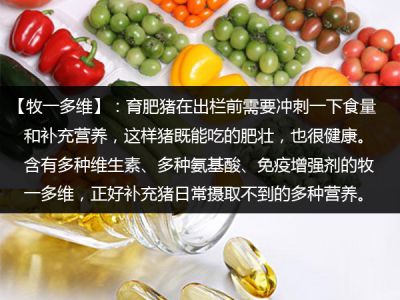 【牧一多维】：育肥猪在出栏前需要冲刺一下食量
和补充营养，这样猪既能吃的肥壮，也很健康。
含有多种维生素、多种氨基酸、免疫增强剂的牧
一多维，正好补充猪日常摄取不到的多种营养。